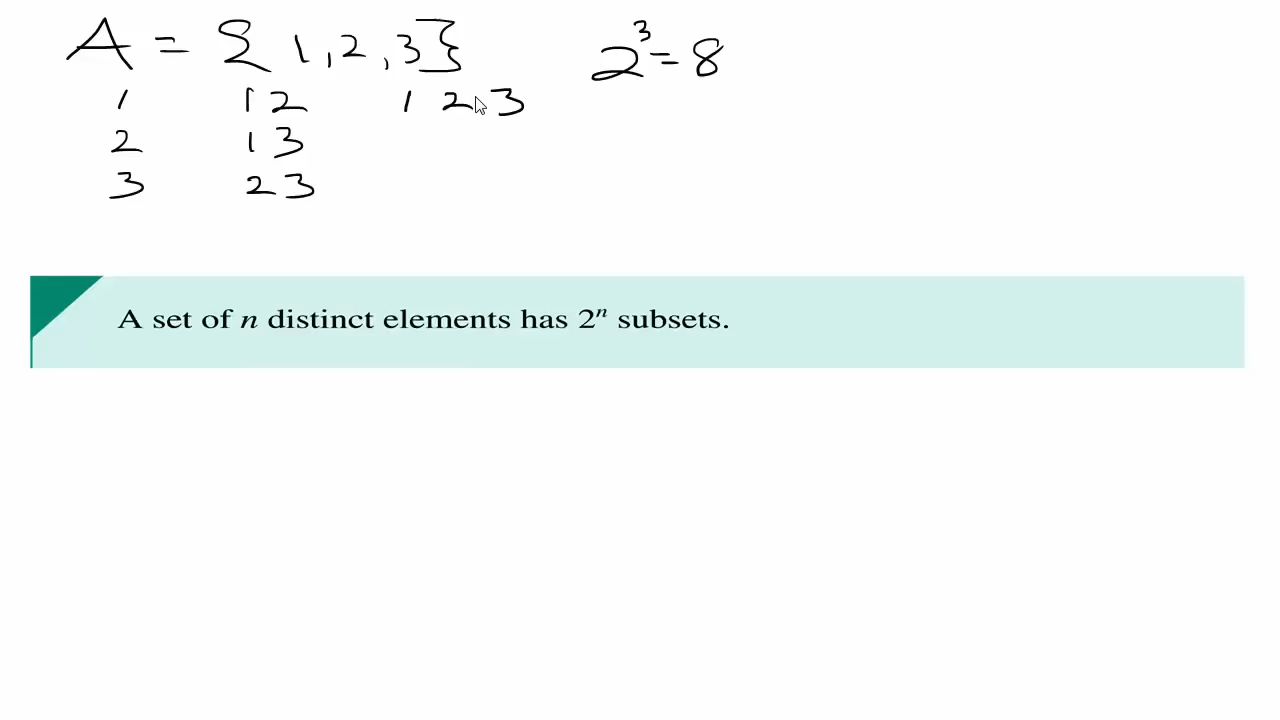 A = { 1, 2, 3 } 2³ = 8
1 1 2 1 2 3
2 1 3
3 2 3
A set of n distinct elements has 2ⁿ subsets.